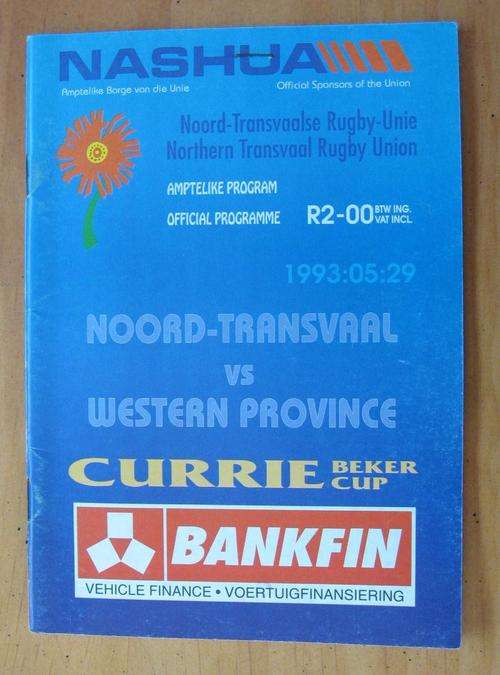 NASHUA
Amptelike Borge van die Unie
Official Sponsors of the Union
Noord-Transvaalse Rugby-Unie
Northern Transvaal Rugby Union
AMPTELIKE PROGRAM
OFFICIAL PROGRAMME
R2-00 BTW ING.
VAT INCL
1993:05:29
NOORD-TRANSVAAL
VS
WESTERN PROVINCE
CURRIE BEKER
CUP
BANKFIN
VEHICLE FINANCE • VOERTUIGFINANSIERING